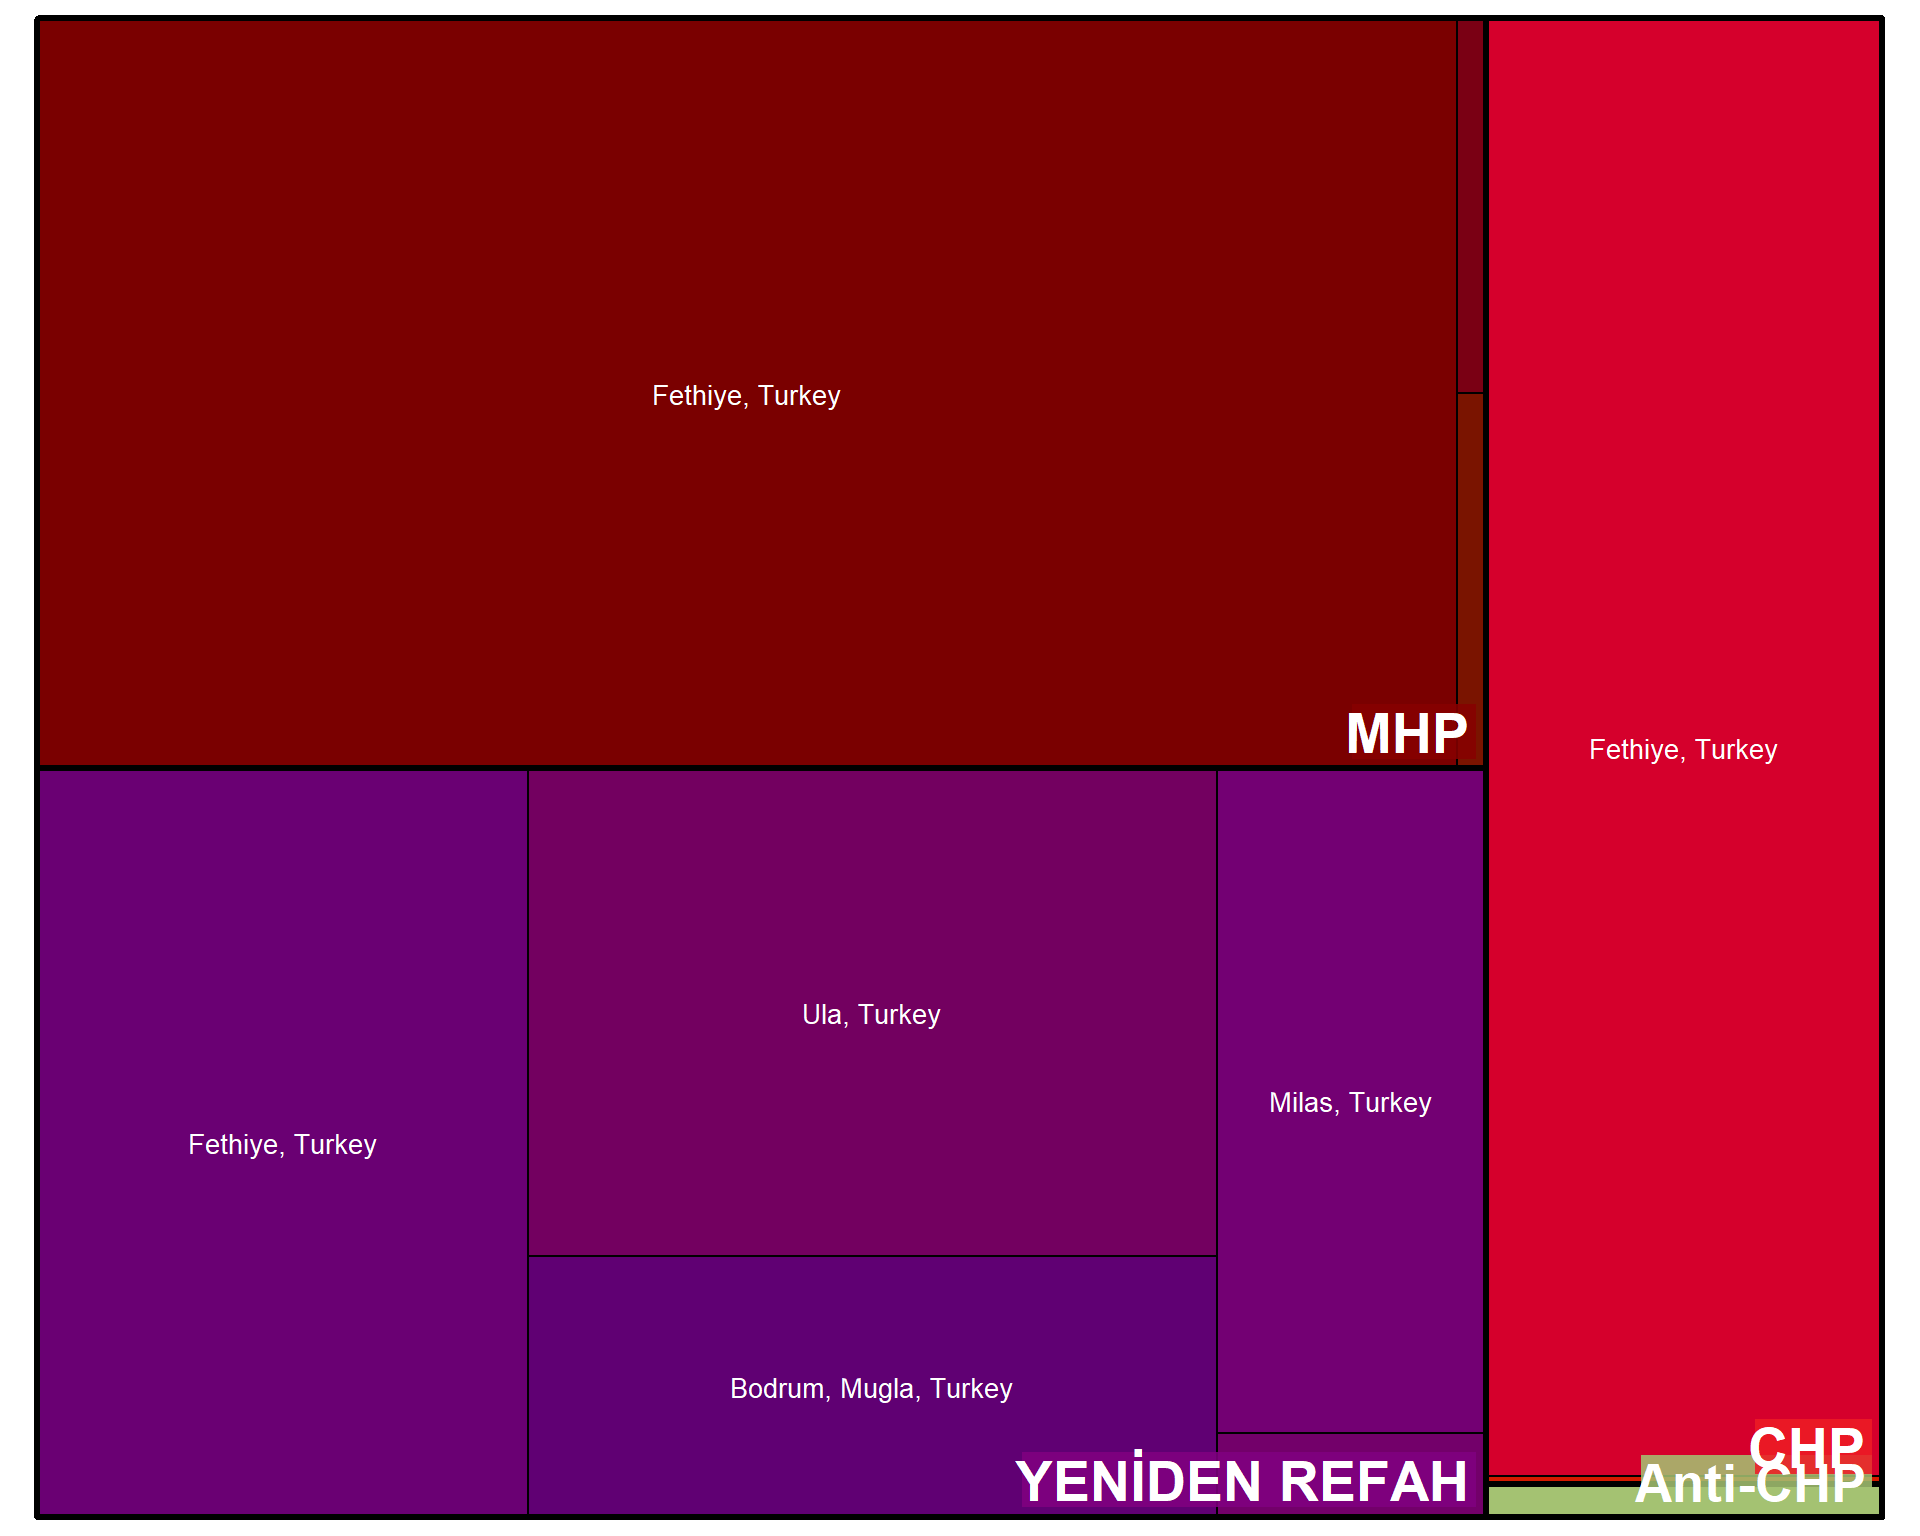 Fethiye, Turkey
MHP
Fethiye, Turkey
Ula, Turkey
Milas, Turkey
Bodrum, Mugla, Turkey
YENİDEN REFAH
Fethiye, Turkey
CHP
Anti-CHP